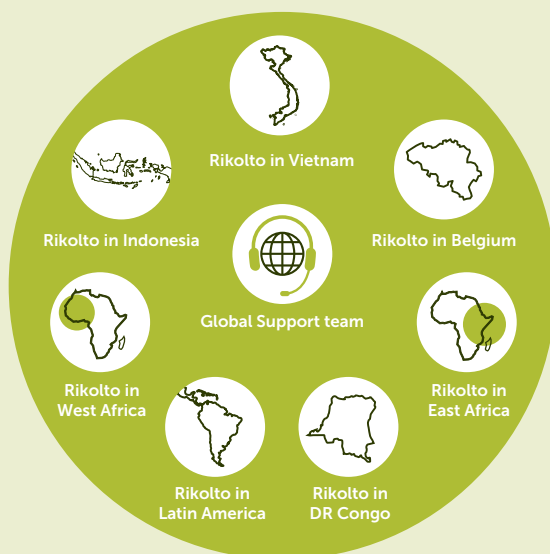 Rikolto in Vietnam
Rikolto in Indonesia
Rikolto in Belgium
Global Support team
Rikolto in
West Africa
Rikolto in
East Africa
Rikolto in
Latin America
Rikolto in
DR Congo